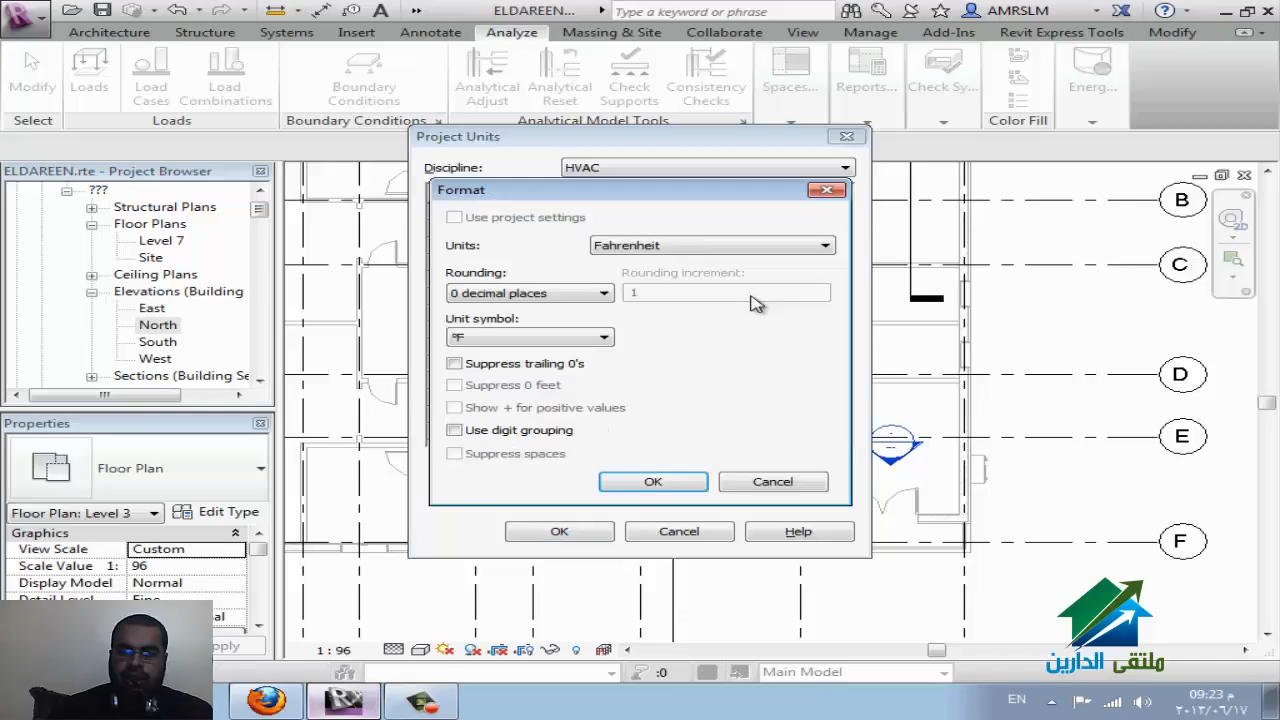 ELDAREEN...
Type a keyword or phrase
AMRSLM
Architecture
Structure
Systems
Insert
Annotate
Analyze
Massing & Site
Collaborate
View
Manage
Add-Ins
Revit Express Tools
Modify
Modify
Loads
Load Cases
Load Combinations
Boundary Conditions
Analytical Adjust
Analytical Reset
Check Supports
Consistency Checks
Spaces...
Reports...
Check Sy...
Energ...
Select
Loads
Boundary Conditions
Analytical Model Tools
Color Fill
ELDAREEN.rte - Project Browser
???
Structural Plans
Floor Plans
Level 7
Site
Ceiling Plans
Elevations (Building
East
North
South
West
Sections (Building Se
Properties
Floor Plan
Floor Plan: Level 3
Edit Type
Graphics
View Scale
Custom
Scale Value 1:
96
Display Model
Normal
Project Units
Discipline:
HVAC
Format
Use project settings
Units:
Fahrenheit
Rounding:
Rounding increment:
0 decimal places
1
Unit symbol:
°F
Suppress trailing 0's
Suppress 0 feet
Show + for positive values
Use digit grouping
Suppress spaces
OK
Cancel
OK
Cancel
Help
B
C
D
E
F
ملتقى الدارين
1 : 96
:0
Main Model
EN
09:23 م
٢٠١٣/٠٦/١٧